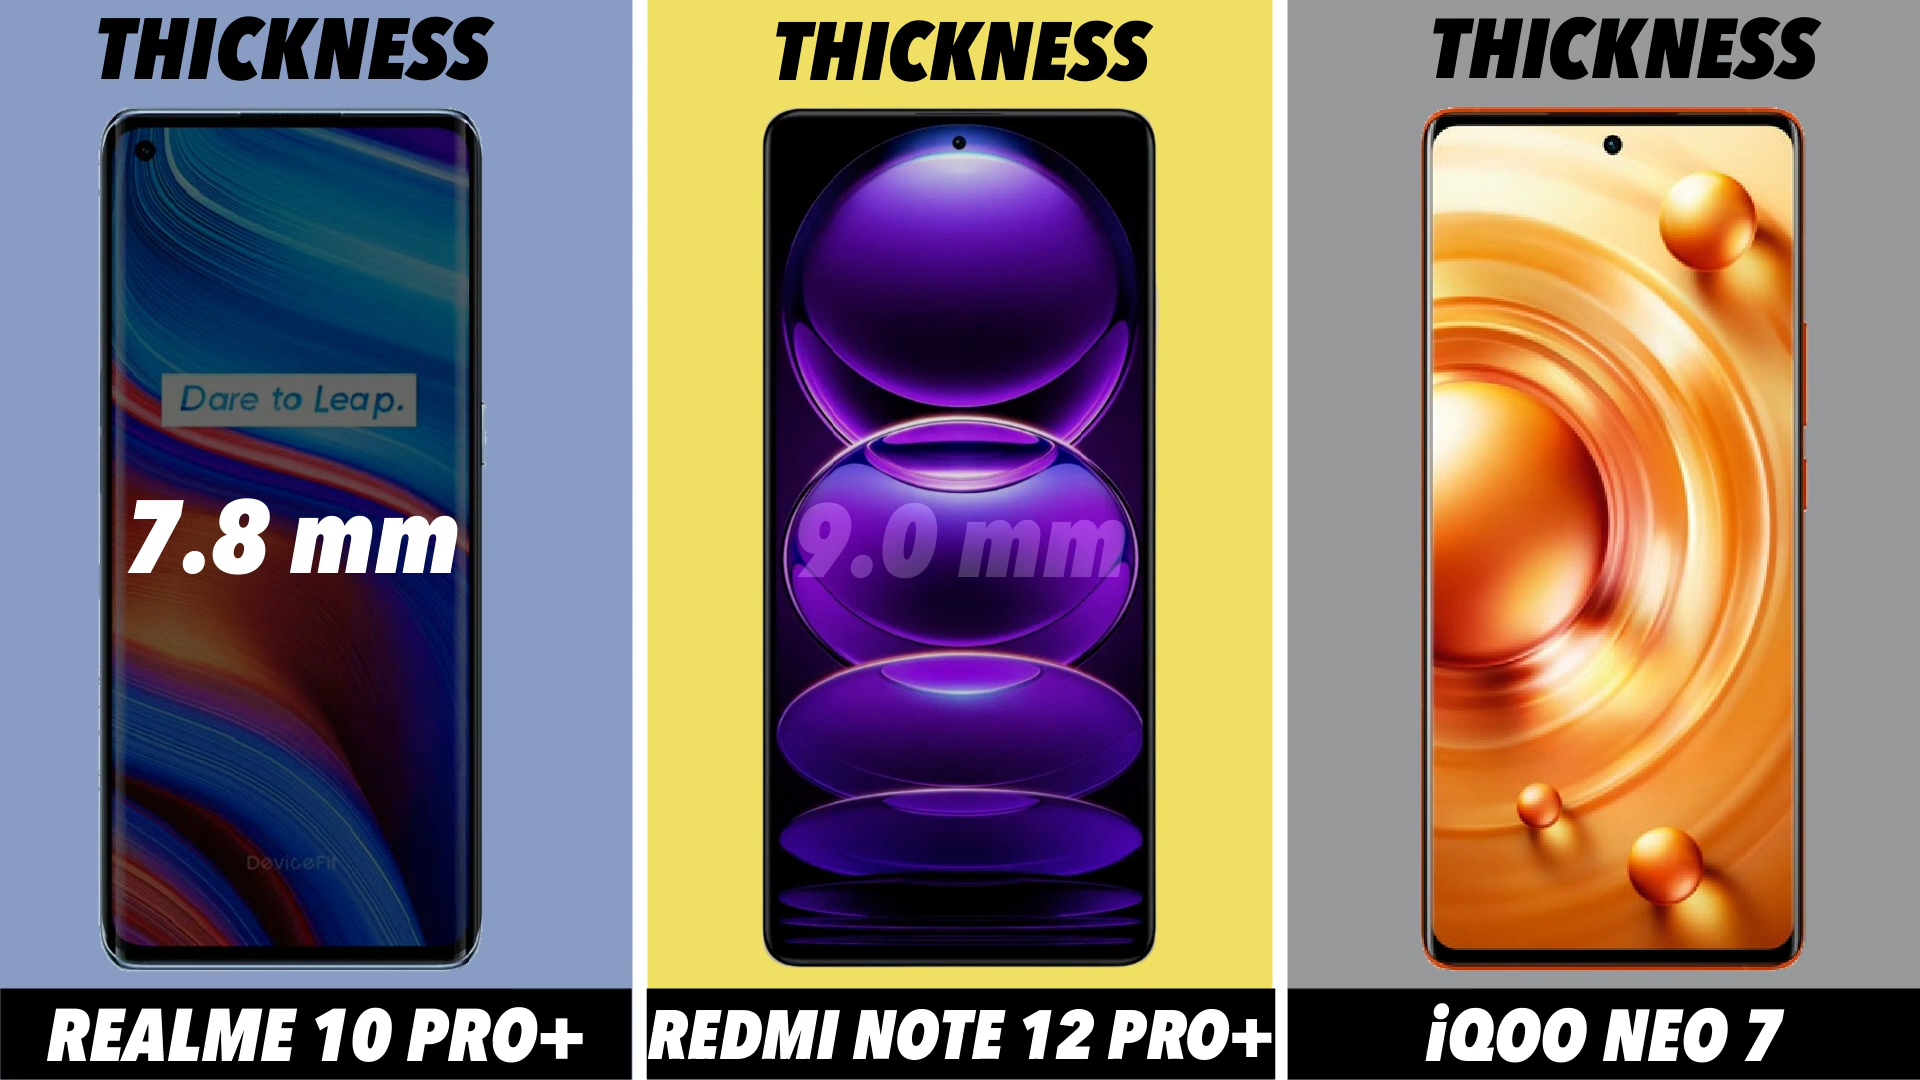 THICKNESS
Dare to Leap.
7.8 mm
DeviceFit
REALME 10 PRO+
THICKNESS
9.0 mm
REDMI NOTE 12 PRO+
THICKNESS
iQOO NEO 7